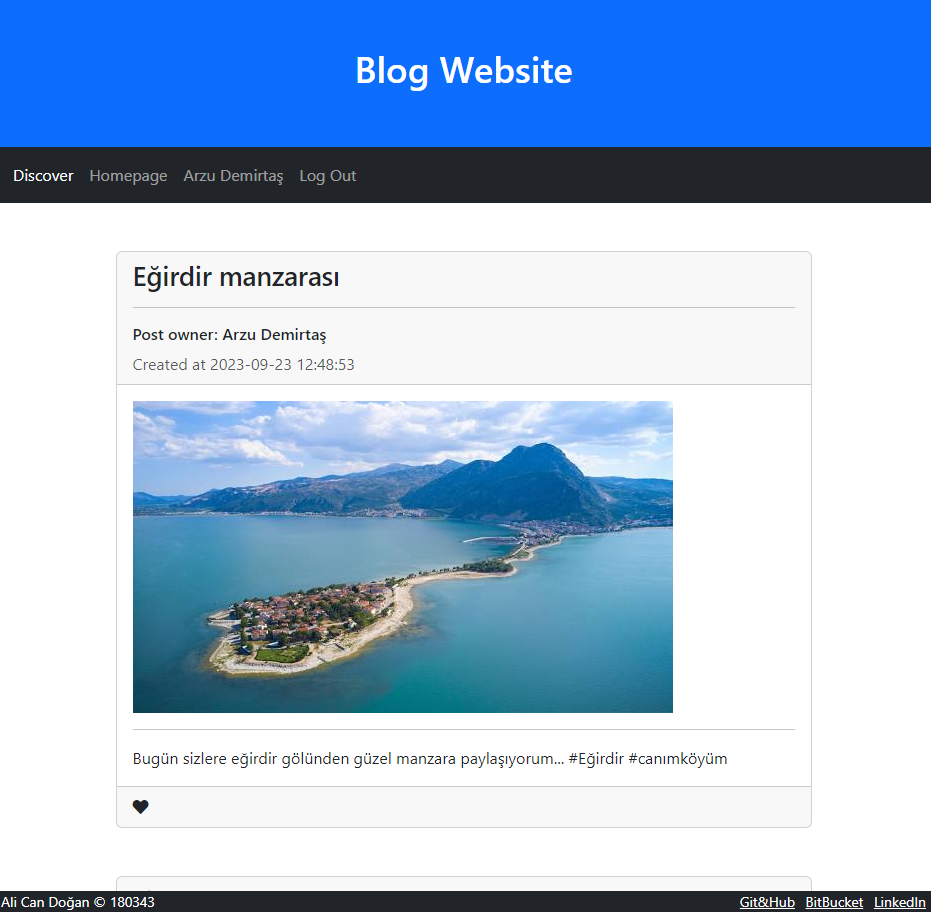 Blog Website
Discover Homepage Arzu Demirtaş Log Out
Eğirdir manzarası
Post owner: Arzu Demirtaş
Created at 2023-09-23 12:48:53
Bugün sizlere eğirdir gölünden güzel manzara paylaşıyorum... #Eğirdir #canımköyüm
Ali Can Doğan © 180343 Git&Hub BitBucket LinkedIn